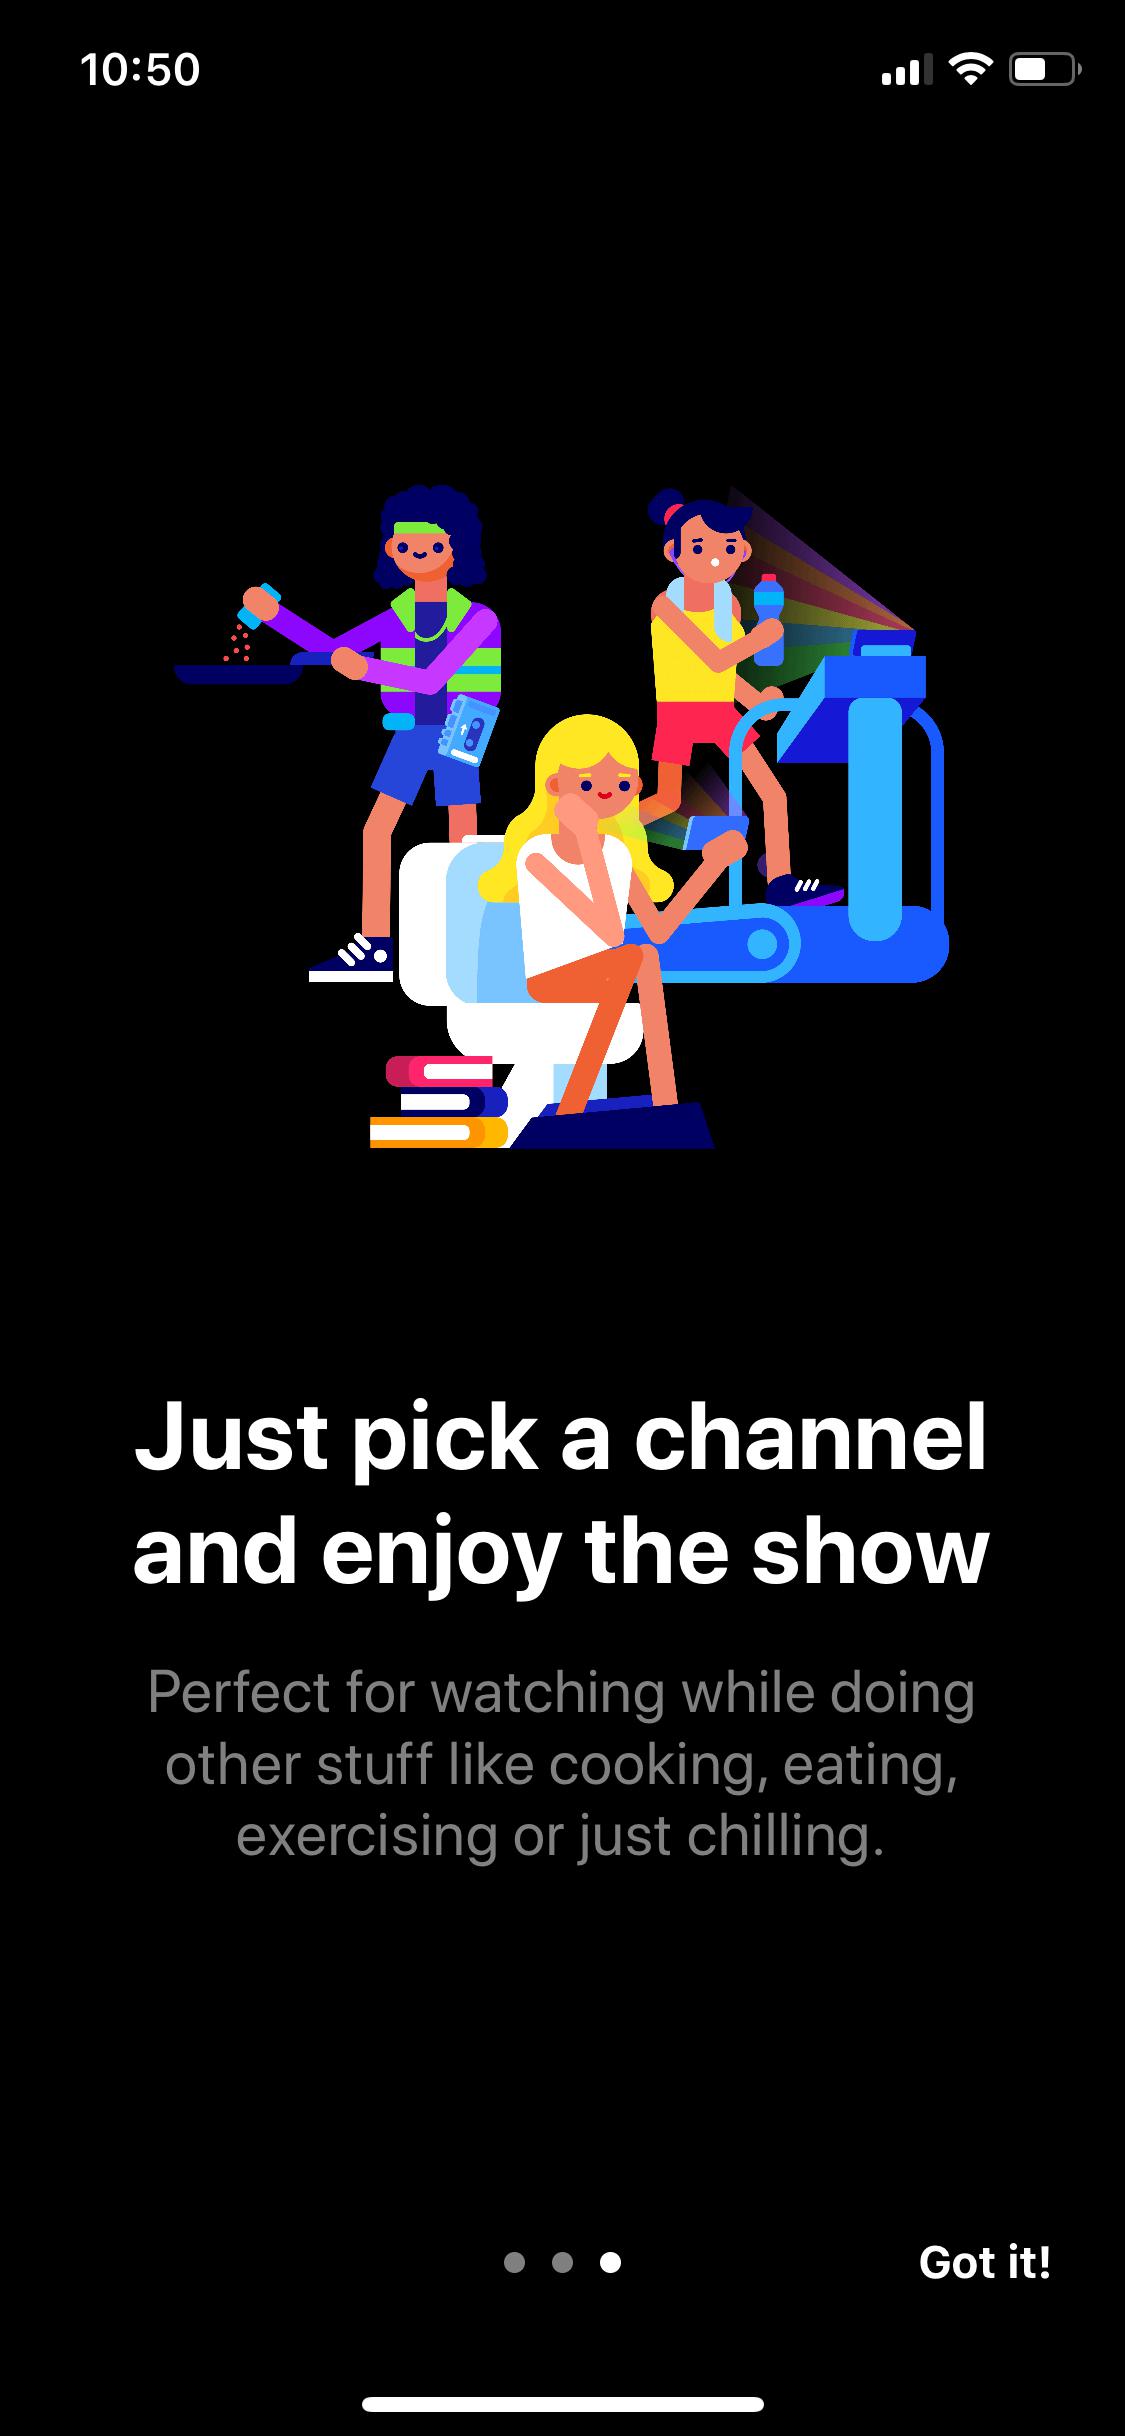 10:50
Just pick a channel
and enjoy the show
Perfect for watching while doing
other stuff like cooking, eating,
exercising or just chilling.
Got it!